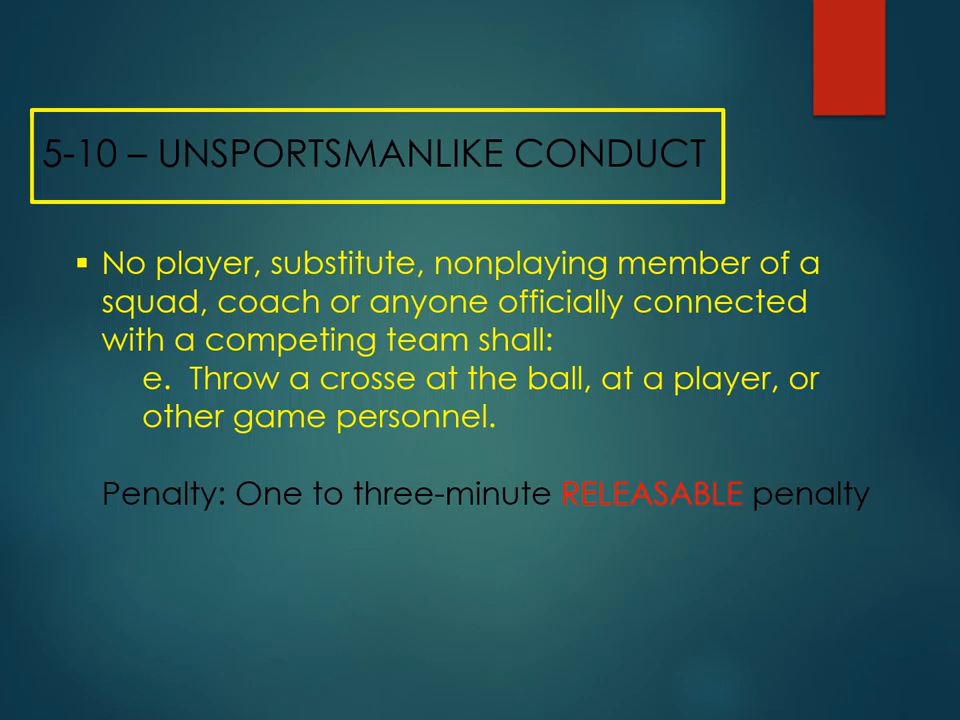 5-10 – UNSPORTSMANLIKE CONDUCT
▪ No player, substitute, nonplaying member of a
squad, coach or anyone officially connected
with a competing team shall:
e. Throw a crosse at the ball, at a player, or
other game personnel.
Penalty: One to three-minute RELEASABLE penalty